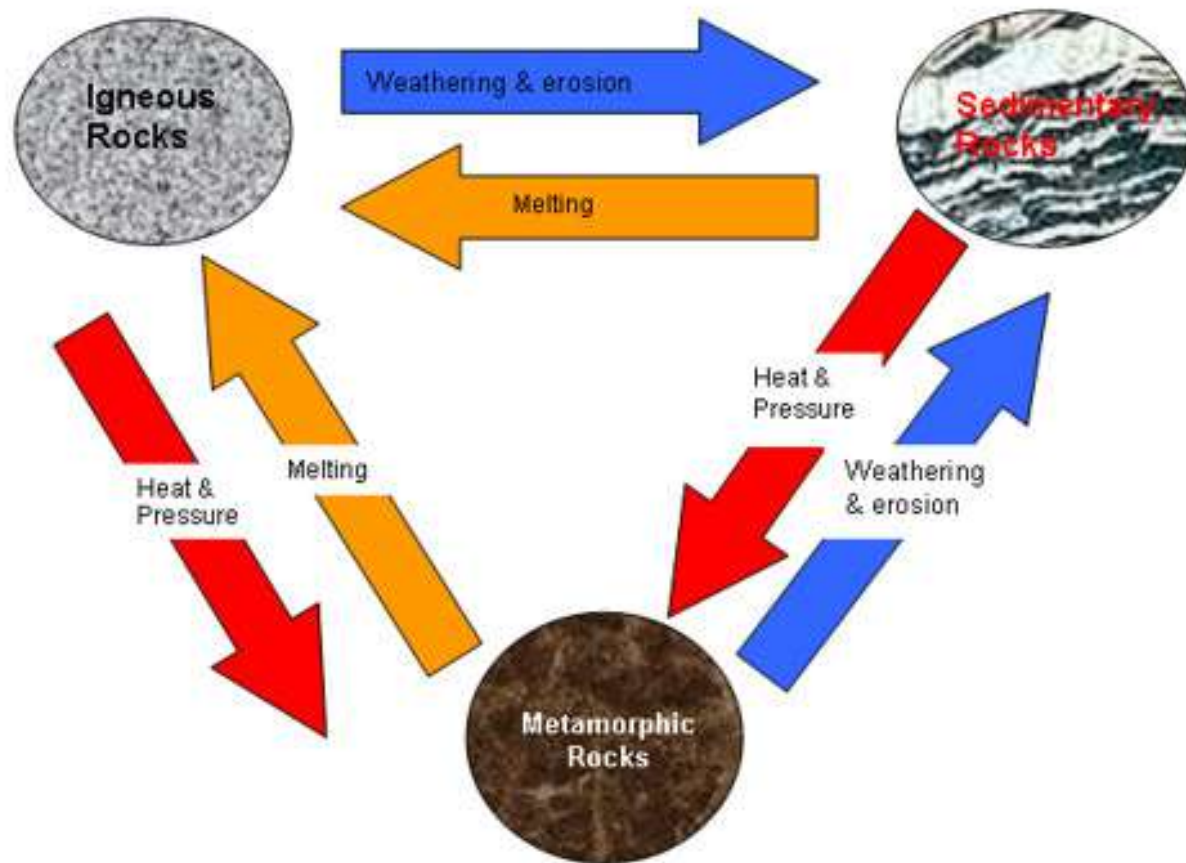 Igneous
Rocks
Weathering & erosion
Sedimentary
Rocks
Melting
Heat &
Pressure
Melting
Heat &
Pressure
Weathering
& erosion
Metamorphic
Rocks